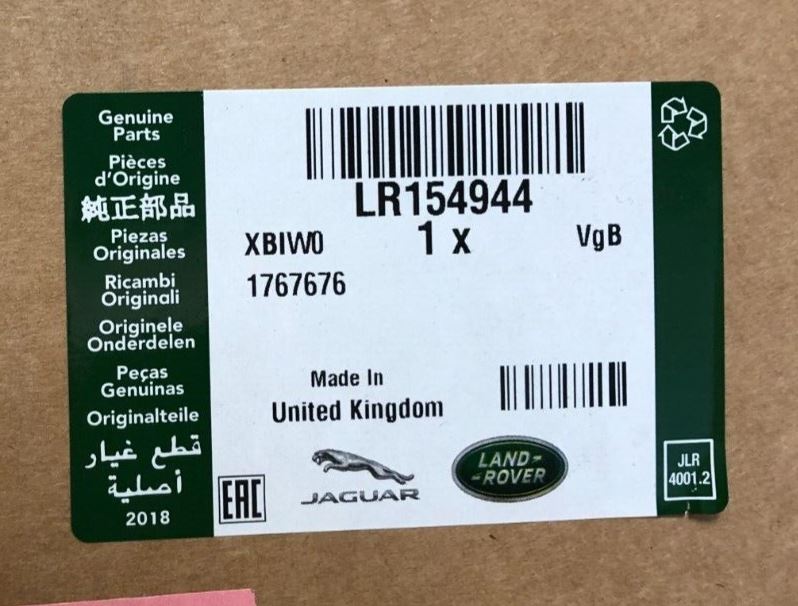 Genuine
Parts
Pièces
d'Origine
純正部品
Piezas
Originales
Ricambi
Originali
Originele
Onderdelen
Peças
Genuinas
Originalteile
قطع غيار
أصلية
2018
LR154944
XBIW0 1 x VgB
1767676
Made In
United Kingdom
EAC
JAGUAR
LAND-
-ROVER
JLR
4001.2